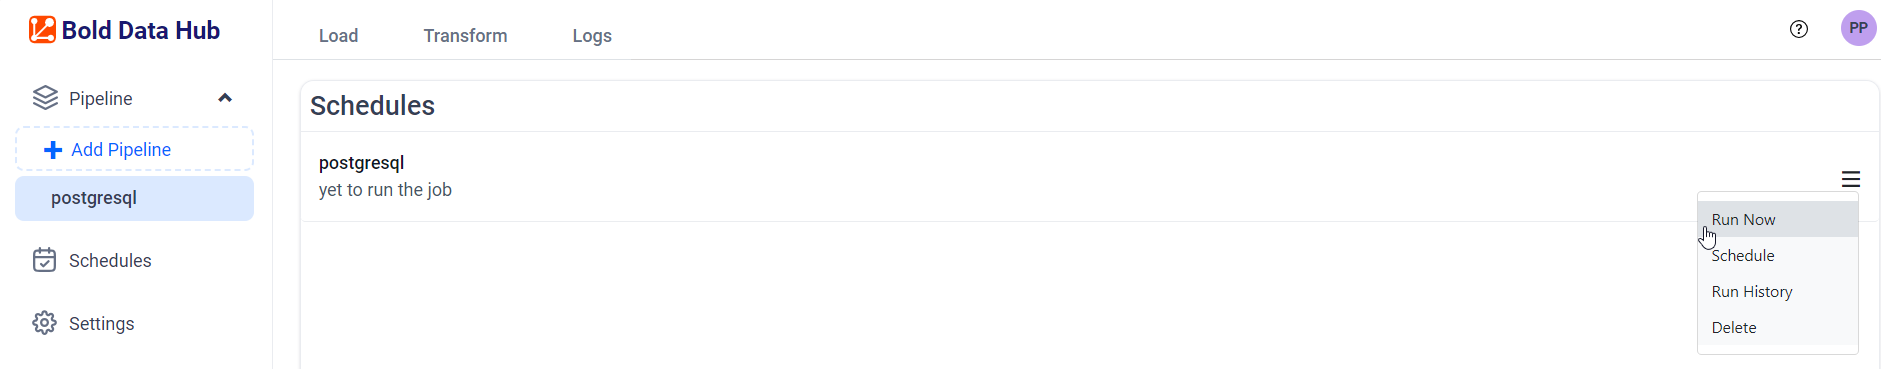 Bold Data Hub
Load Transform Logs
PP
Pipeline
Add Pipeline
postgresql
Schedules
Settings
Schedules
postgresql
yet to run the job
Run Now
Schedule
Run History
Delete